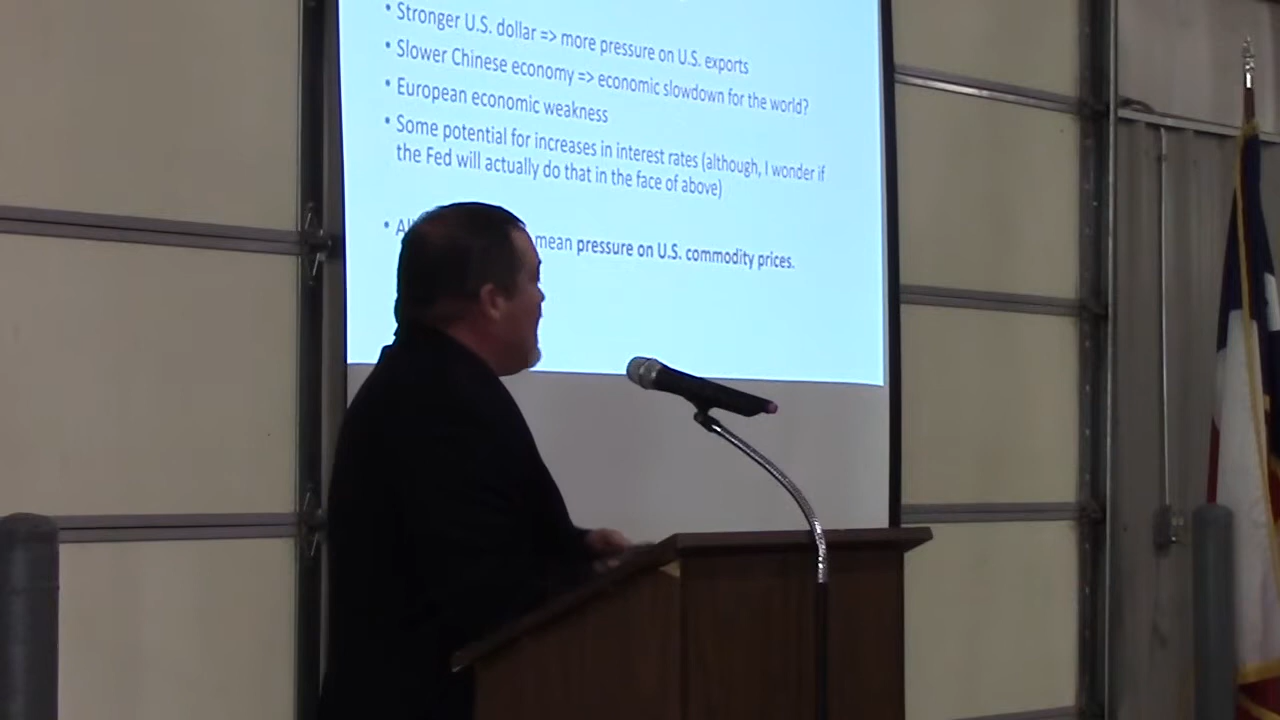 • Stronger U.S. dollar => more pressure on U.S. exports
• Slower Chinese economy => economic slowdown for the world?
• European economic weakness
• Some potential for increases in interest rates (although, I wonder if
the Fed will actually do that in the face of above)
• mean pressure on U.S. commodity prices.